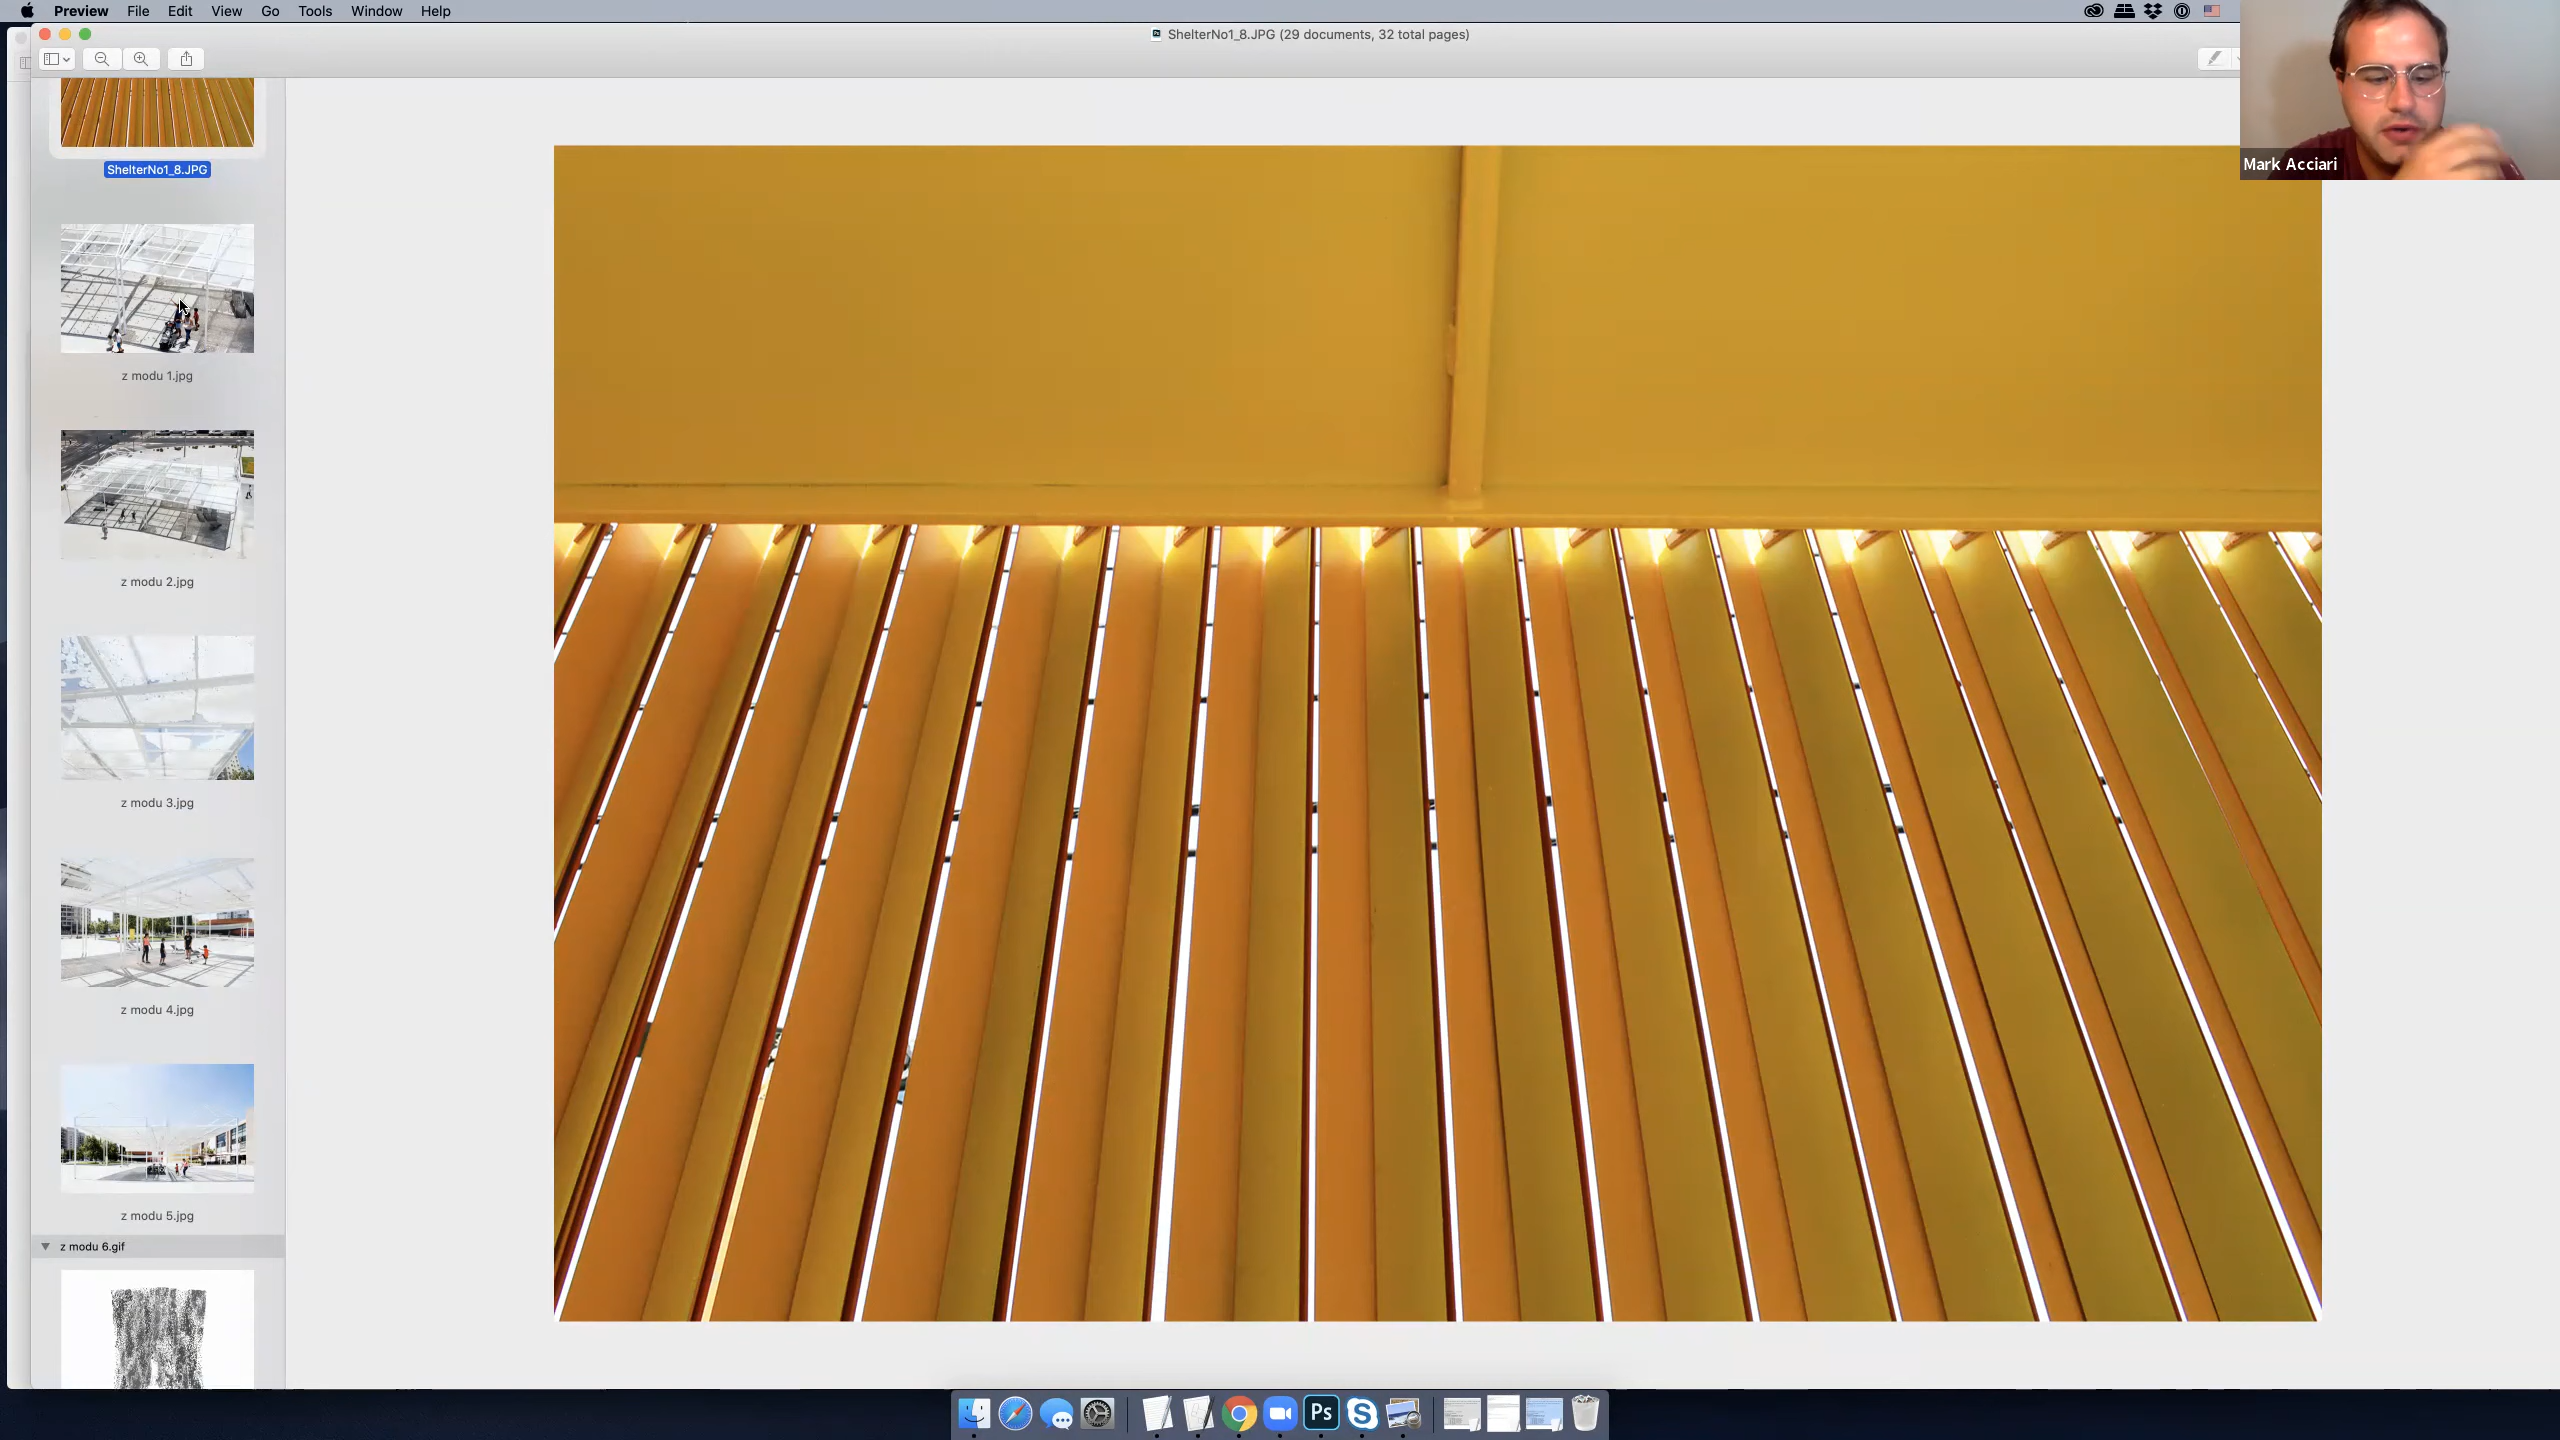 Preview File Edit View Go Tools Window Help
ShelterNo1_8.JPG (29 documents, 32 total pages)
ShelterNo1_8.JPG
z modu 1.jpg
z modu 2.jpg
z modu 3.jpg
z modu 4.jpg
z modu 5.jpg
z modu 6.gif
Mark Acciari
Ps